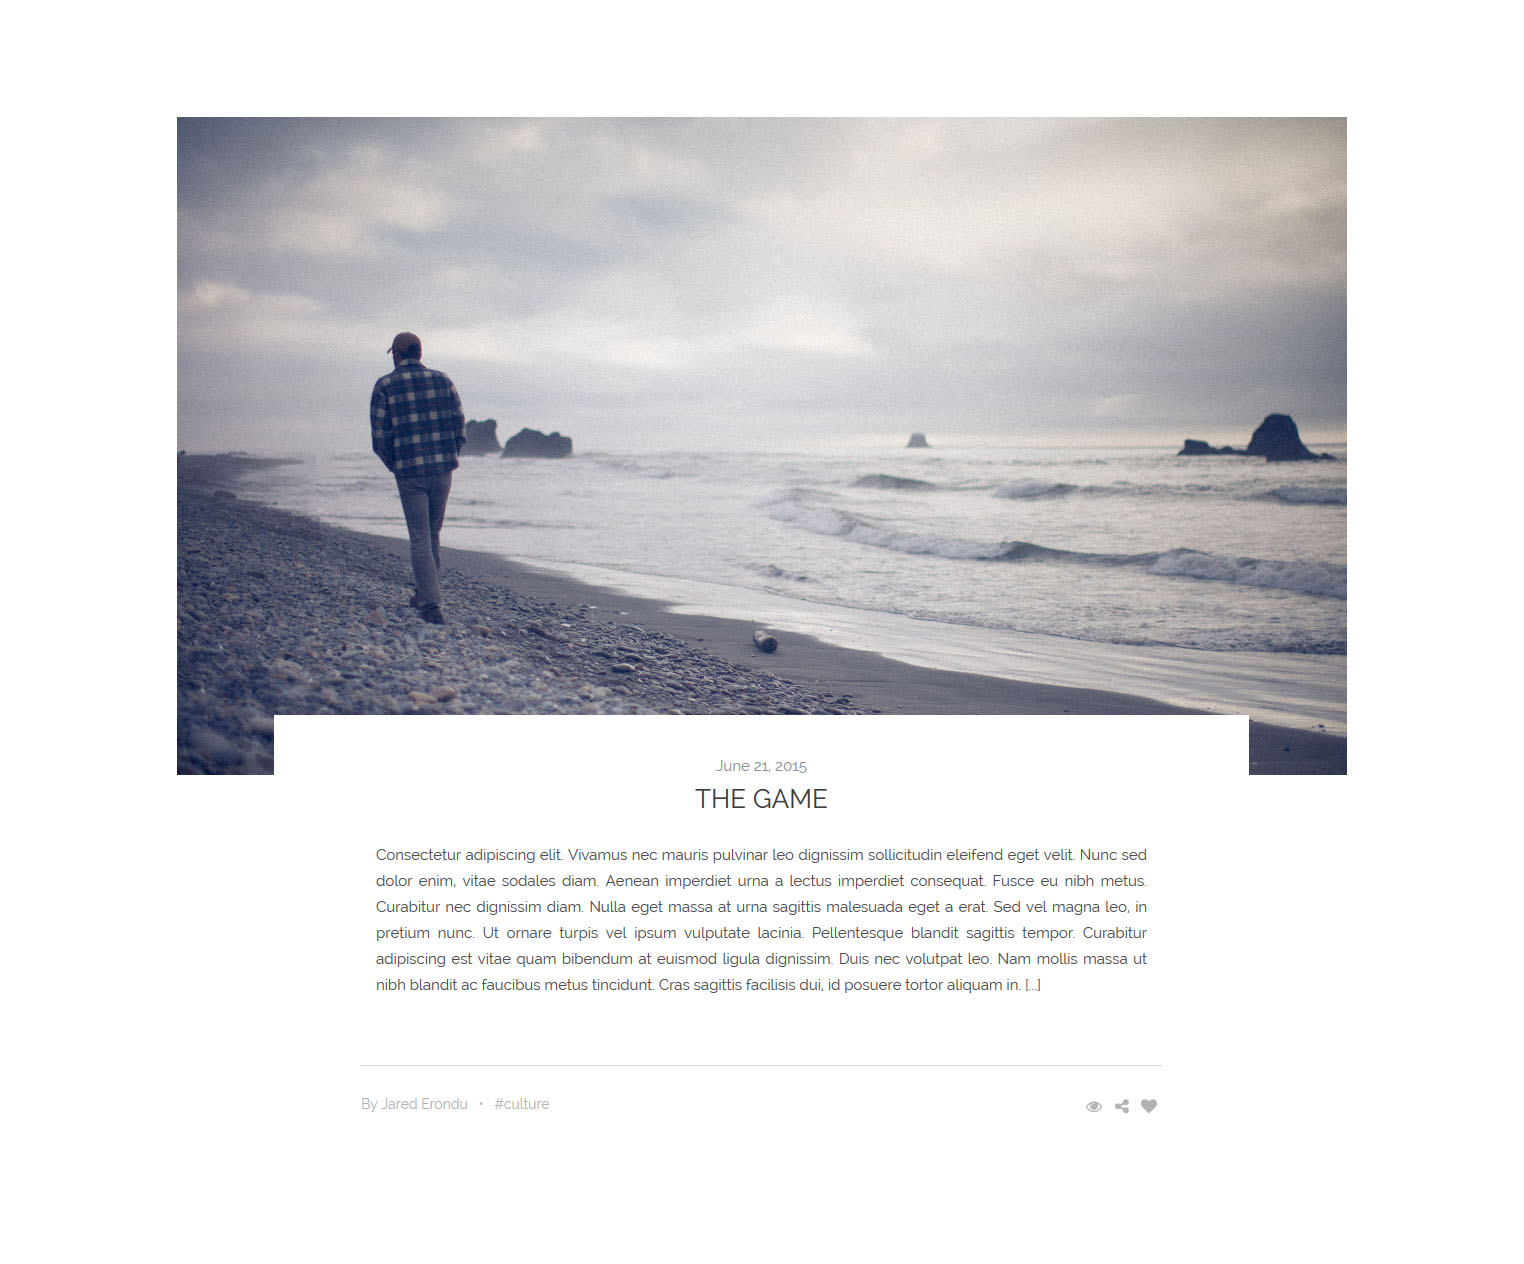 June 21, 2015
THE GAME
Consectetur adipiscing elit. Vivamus nec mauris pulvinar leo dignissim sollicitudin eleifend eget velit. Nunc sed
dolor enim, vitae sodales diam. Aenean imperdiet urna a lectus imperdiet consequat. Fusce eu nibh metus.
Curabitur nec dignissim diam. Nulla eget massa at urna sagittis malesuada eget a erat. Sed vel magna leo, in
pretium nunc. Ut ornare turpis vel ipsum vulputate lacinia. Pellentesque blandit sagittis tempor. Curabitur
adipiscing est vitae quam bibendum at euismod ligula dignissim. Duis nec volutpat leo. Nam mollis massa ut
nibh blandit ac faucibus metus tincidunt. Cras sagittis facilisis dui, id posuere tortor aliquam in. [...]
By Jared Erondu • #culture